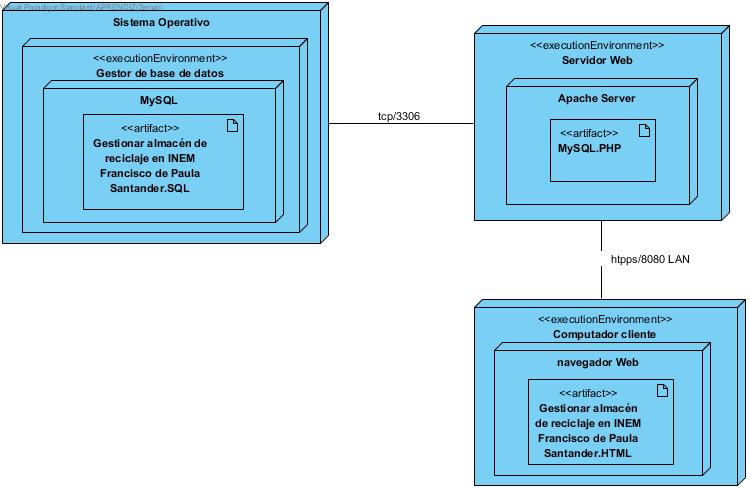 Visual Paradigm Standard(APRENDIZ(Sena))
Sistema Operativo
<<executionEnvironment>>
Gestor de base de datos
MySQL
<<artifact>>
Gestionar almacén de
reciclaje en INEM
Francisco de Paula
Santander.SQL
tcp/3306
<<executionEnvironment>>
Servidor Web
Apache Server
<<artifact>>
MySQL.PHP
htpps/8080 LAN
<<executionEnvironment>>
Computador cliente
navegador Web
<<artifact>>
Gestionar almacén
de reciclaje en INEM
Francisco de Paula
Santander.HTML